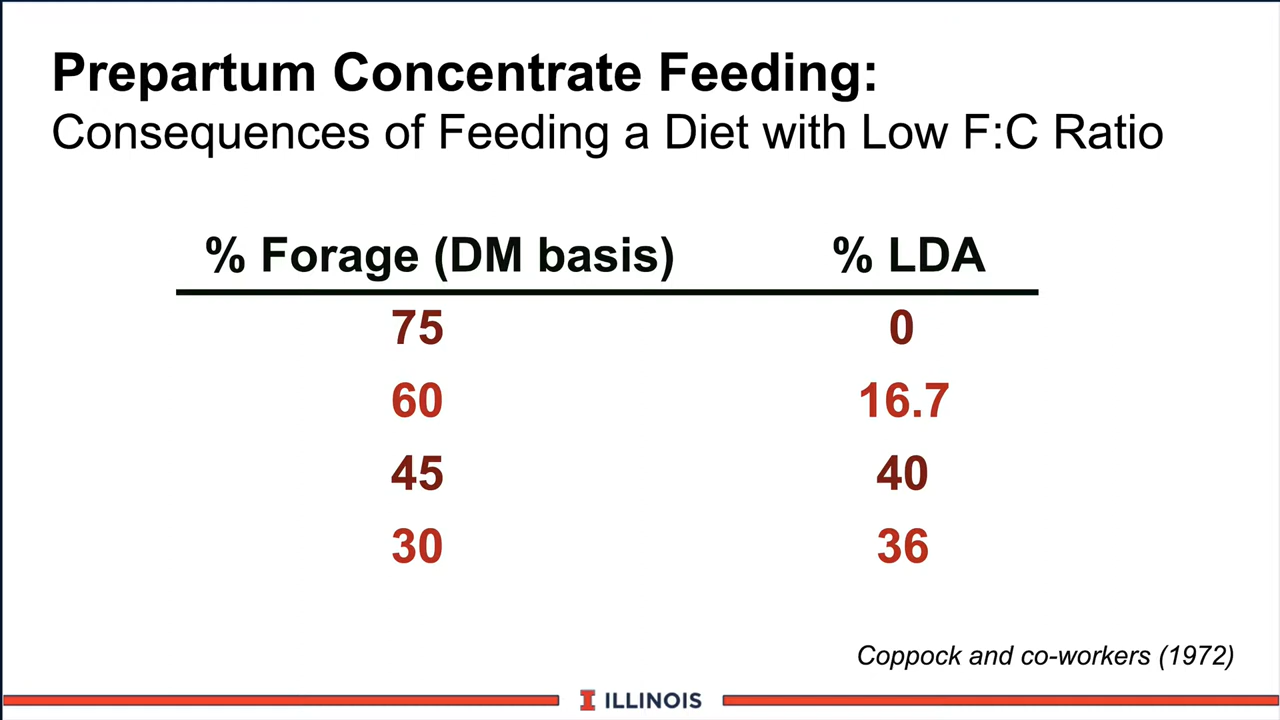 Prepartum Concentrate Feeding:
Consequences of Feeding a Diet with Low F:C Ratio
% Forage (DM basis) % LDA
75 0
60 16.7
45 40
30 36
Coppock and co-workers (1972)
I ILLINOIS